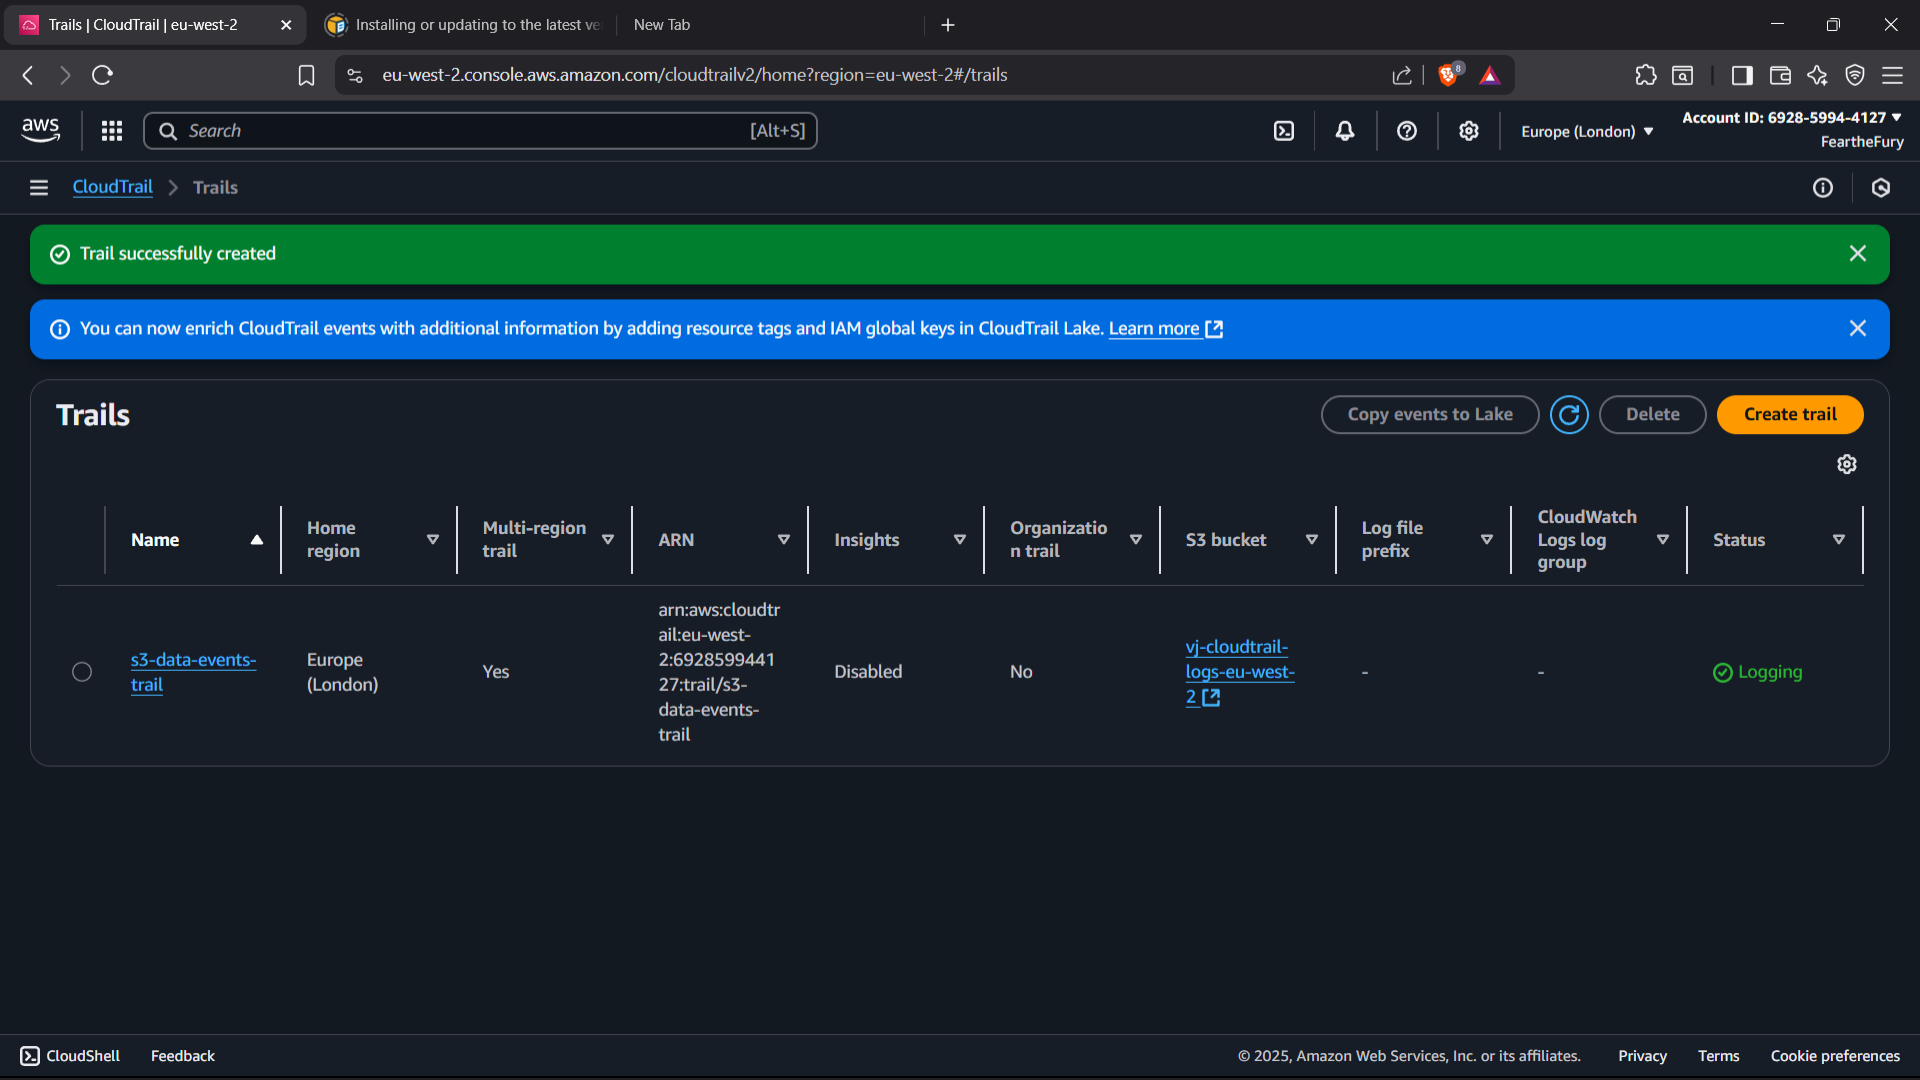 Trails | CloudTrail | eu-west-2
Installing or updating to the latest ve
New Tab
eu-west-2.console.aws.amazon.com/cloudtrailv2/home?region=eu-west-2#/trails
8
aws
Search
[Alt+S]
Europe (London)
Account ID: 6928-5994-4127
FeartheFury
CloudTrail
Trails
Trail successfully created
You can now enrich CloudTrail events with additional information by adding resource tags and IAM global keys in CloudTrail Lake. Learn more
Trails
Copy events to Lake
Delete
Create trail
Name
Home
region
Multi-region
trail
ARN
Insights
Organizatio
n trail
S3 bucket
Log file
prefix
CloudWatch
Logs log
group
Status
s3-data-events-
trail
Europe
(London)
Yes
arn:aws:cloudtr
ail:eu-west-
2:6928599441
27:trail/s3-
data-events-
trail
Disabled
No
vj-cloudtrail-
logs-eu-west-
2
-
-
Logging
CloudShell
Feedback
© 2025, Amazon Web Services, Inc. or its affiliates.
Privacy
Terms
Cookie preferences